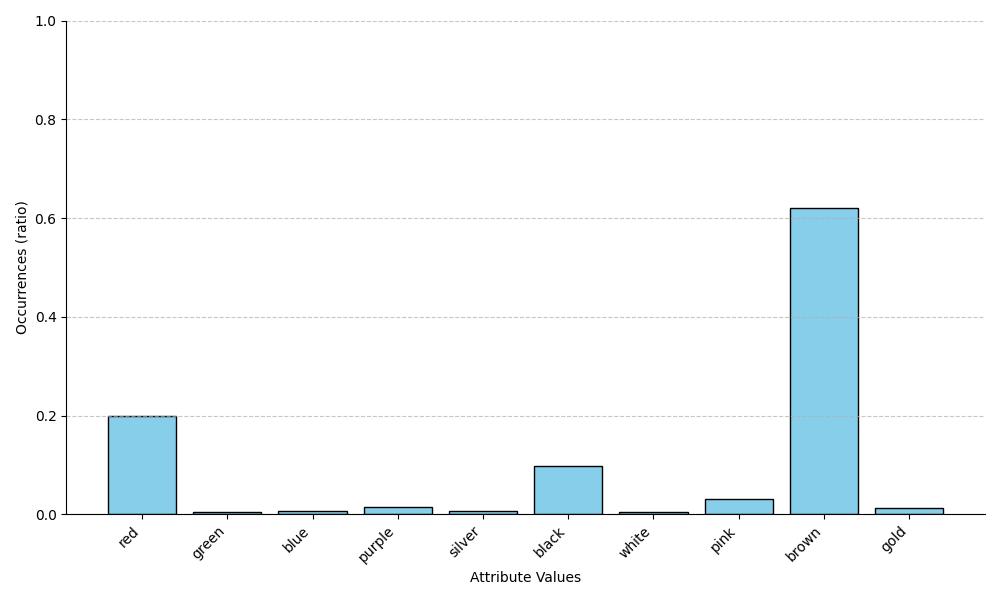 1.0
0.8
0.6
0.4
0.2
0.0
Occurrences (ratio)
red
green
blue
purple
silver
black
white
pink
brown
gold
Attribute Values